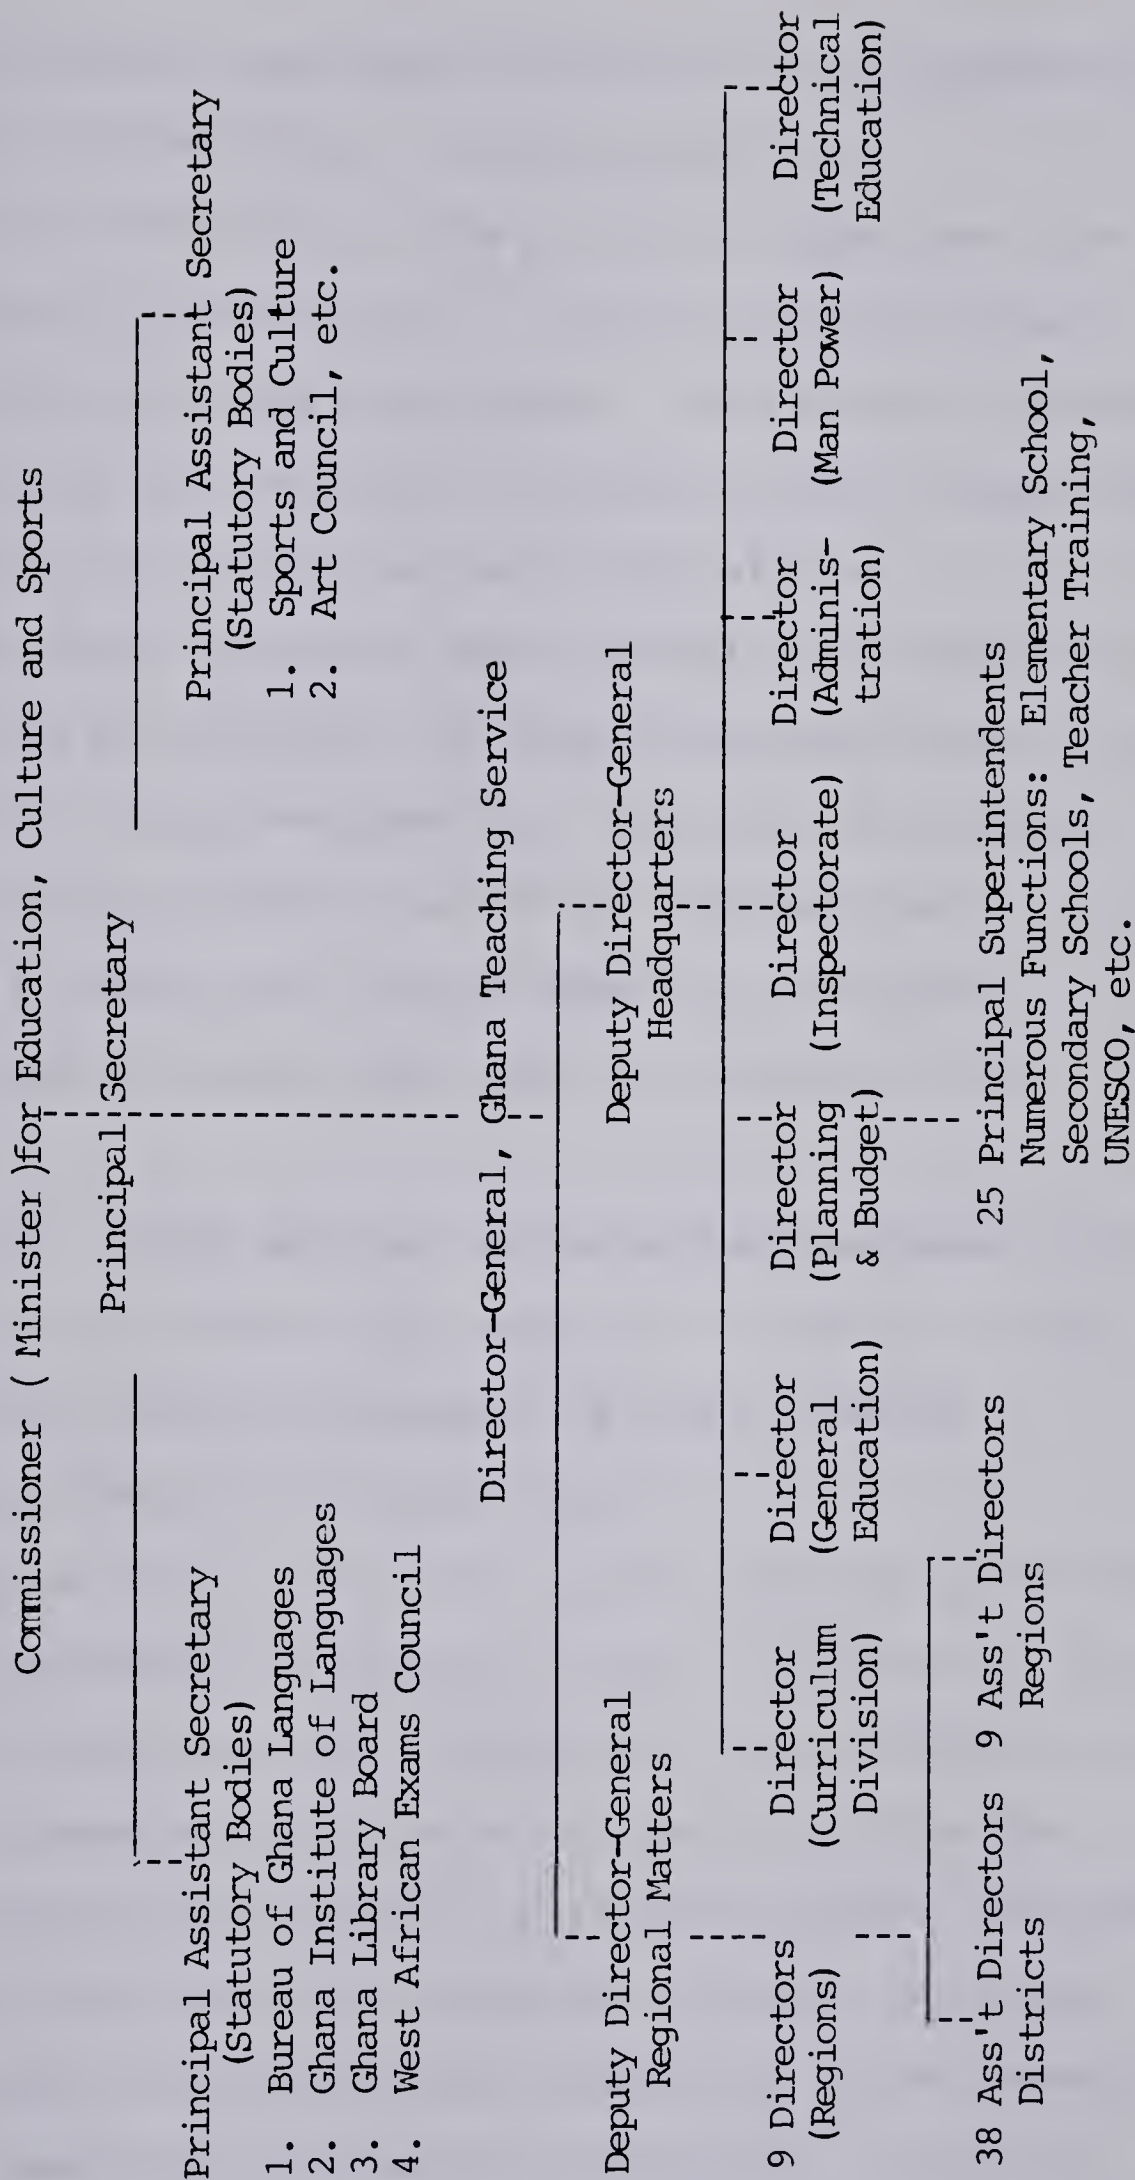 Commissioner ( Minister )for Education, Culture and Sports
Principal Secretary
Principal Assistant Secretary
(Statutory Bodies)
1. Bureau of Ghana Languages
2. Ghana Institute of Languages
3. Ghana Library Board
4. West African Exams Council
Principal Assistant Secretary
(Statutory Bodies)
1. Sports and Culture
2. Art Council, etc.
Director-General, Ghana Teaching Service
Deputy Director-General
Regional Matters
Deputy Director-General
Headquarters
9 Directors
(Regions)
Director
(Curriculum
Division)
Director
(General
Education)
Director
(Planning
& Budget)
Director
(Inspectorate)
Director
(Adminis-
tration)
Director
(Man Power)
Director
(Technical
Education)
38 Ass't Directors
Districts
9 Ass't Directors
Regions
25 Principal Superintendents
Numerous Functions: Elementary School,
Secondary Schools, Teacher Training,
UNESCO, etc.